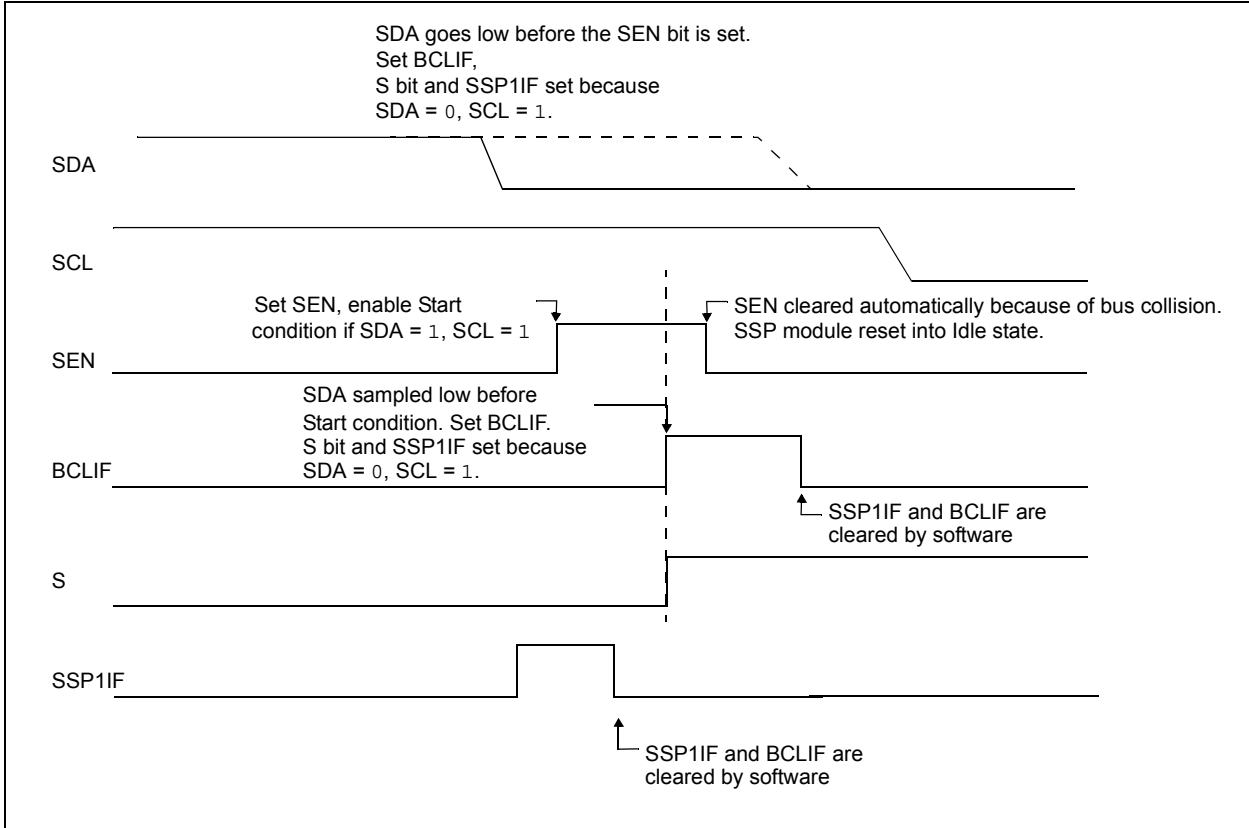 SDA goes low before the SEN bit is set.
Set BCLIF,
S bit and SSP1IF set because
SDA = 0, SCL = 1.
SDA
SCL
Set SEN, enable Start
condition if SDA = 1, SCL = 1
SEN cleared automatically because of bus collision.
SSP module reset into Idle state.
SEN
SDA sampled low before
Start condition. Set BCLIF.
S bit and SSP1IF set because
SDA = 0, SCL = 1.
BCLIF
SSP1IF and BCLIF are
cleared by software
S
SSP1IF
SSP1IF and BCLIF are
cleared by software